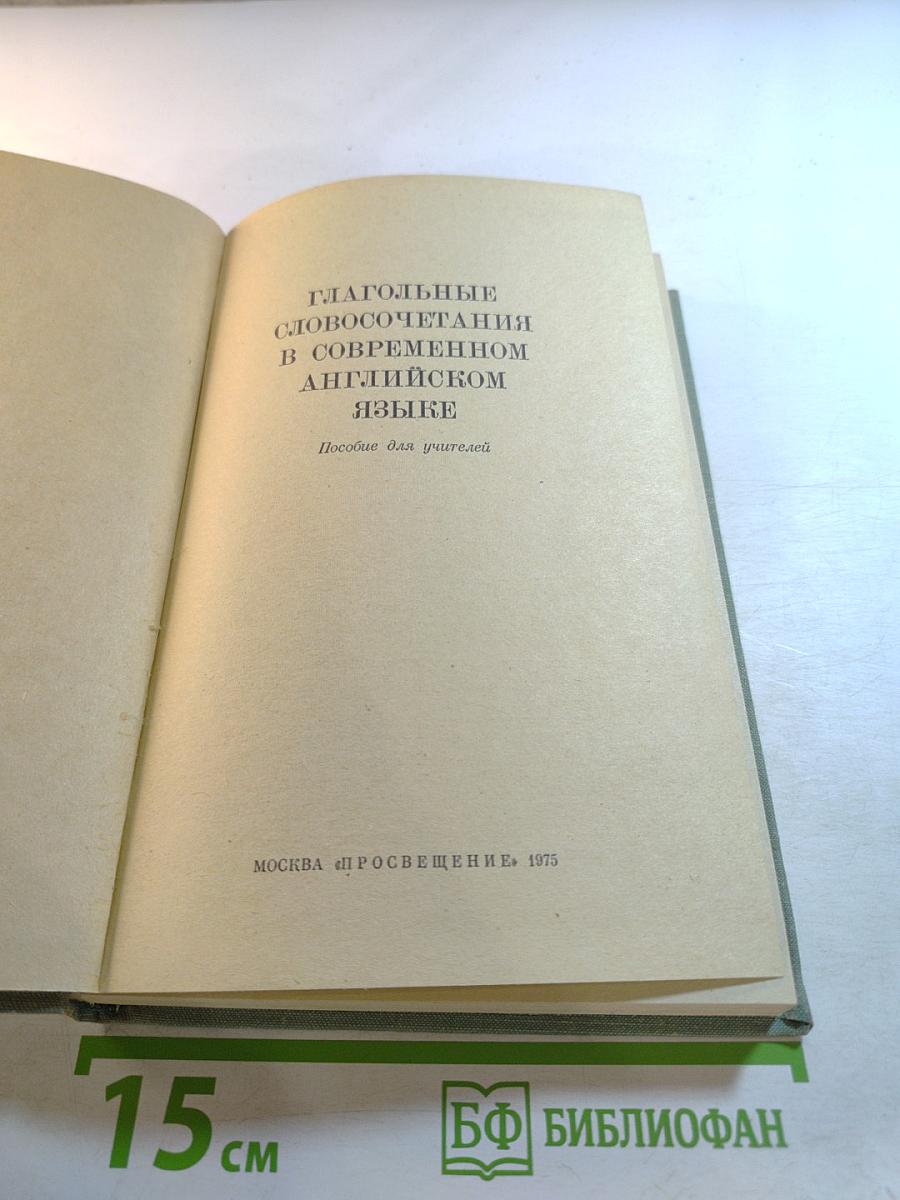 ГЛАГОЛЬНЫЕ
СЛОВОСОЧЕТАНИЯ
В СОВРЕМЕННОМ
АНГЛИЙСКОМ
ЯЗЫКЕ
Пособие для учителей
МОСКВА «ПРОСВЕЩЕНИЕ» 1975
15 см
БФ БИБЛИОФАН